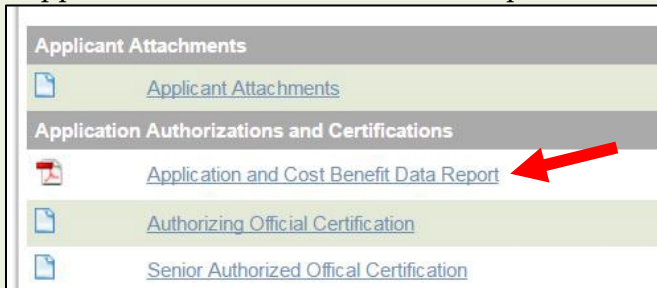 Applicant Attachments
Applicant Attachments
Application Authorizations and Certifications
Application and Cost Benefit Data Report
Authorizing Official Certification
Senior Authorized Offical Certification